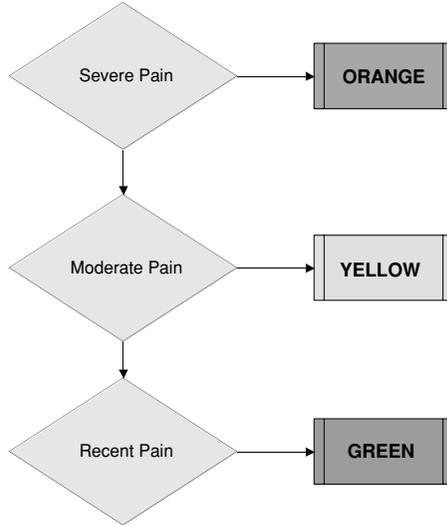 Severe Pain
ORANGE
Moderate Pain
YELLOW
Recent Pain
GREEN